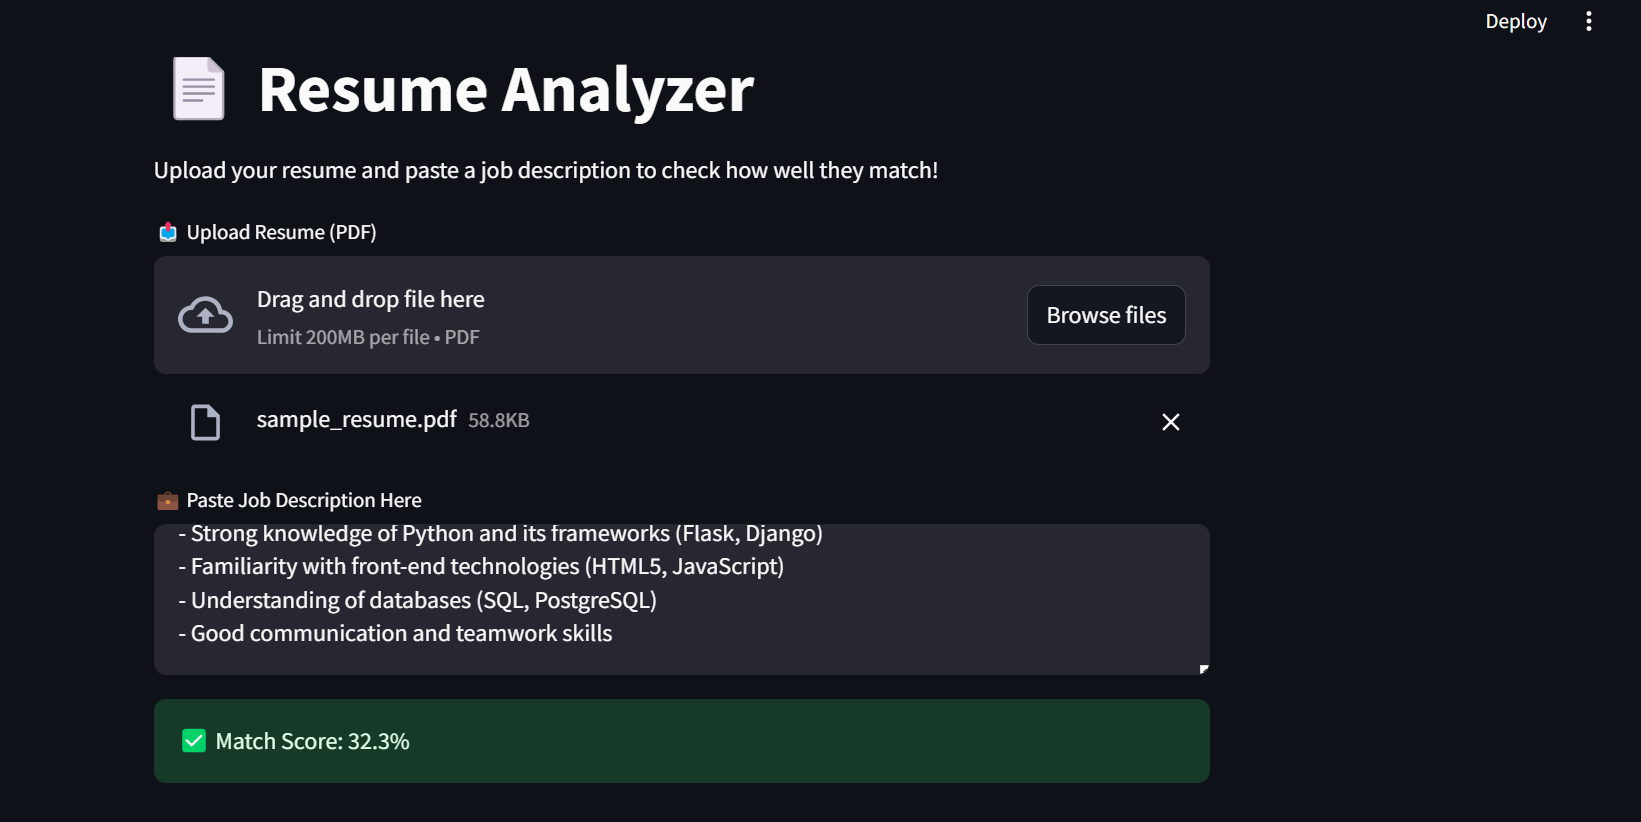 Deploy
Resume Analyzer
Upload your resume and paste a job description to check how well they match!
Upload Resume (PDF)
Drag and drop file here
Limit 200MB per file • PDF
Browse files
sample_resume.pdf 58.8KB
Paste Job Description Here
- Strong knowledge of Python and its frameworks (Flask, Django)
- Familiarity with front-end technologies (HTML5, JavaScript)
- Understanding of databases (SQL, PostgreSQL)
- Good communication and teamwork skills
Match Score: 32.3%